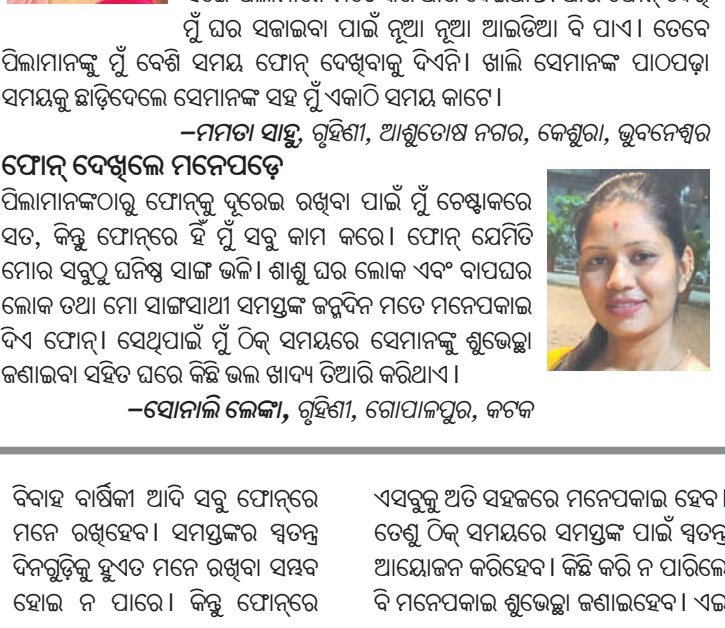 ମୁଁ ଘର ସଜାଇବା ପାଇଁ ନୂଆ ନୂଆ ଆଇଡିଆ ବି ପାଏ। ତେବେ
ପିଲାମାନଙ୍କୁ ମୁଁ ବେଶି ସମୟ ଫୋନ୍ ଦେଖିବାକୁ ଦିଏନି। ଖାଲି ସେମାନଙ୍କ ପାଠପଢ଼ା
ସମୟକୁ ଛାଡ଼ିଦେଲେ ସେମାନଙ୍କ ସହ ମୁଁ ଏକାଠି ସମୟ କାଟେ।
–ମମତା ସାହୁ, ଗୃହିଣୀ, ଆଶୁତୋଷ ନଗର, କେଶୁରା, ଭୁବନେଶ୍ୱର
ଫୋନ୍ ଦେଖିଲେ ମନେପଡ଼େ
ପିଲାମାନଙ୍କଠାରୁ ଫୋନ୍‌କୁ ଦୂରେଇ ରଖିବା ପାଇଁ ମୁଁ ଚେଷ୍ଟାକରେ
ସତ, କିନ୍ତୁ ଫୋନ୍‌ରେ ହିଁ ମୁଁ ସବୁ କାମ କରେ। ଫୋନ୍ ଯେମିତି
ମୋର ସବୁଠୁ ଘନିଷ୍ଠ ସାଙ୍ଗ ଭଳି। ଶାଶୁ ଘର ଲୋକ ଏବଂ ବାପଘର
ଲୋକ ତଥା ମୋ ସାଙ୍ଗସାଥୀ ସମସ୍ତଙ୍କ ଜନ୍ମଦିନ ମତେ ମନେପକାଇ
ଦିଏ ଫୋନ୍। ସେଥିପାଇଁ ମୁଁ ଠିକ୍ ସମୟରେ ସେମାନଙ୍କୁ ଶୁଭେଚ୍ଛା
ଜଣାଇବା ସହିତ ଘରେ କିଛି ଭଲ ଖାଦ୍ୟ ତିଆରି କରିଥାଏ।
–ସୋନାଲି ଲେଙ୍କା, ଗୃହିଣୀ, ଗୋପାଳପୁର, କଟକ
ବିବାହ ବାର୍ଷିକୀ ଆଦି ସବୁ ଫୋନ୍‌ରେ
ମନେ ରଖିହେବ। ସମସ୍ତଙ୍କର ସ୍ୱତନ୍ତ୍ର
ଦିନଗୁଡ଼ିକୁ ହୁଏତ ମନେ ରଖିବା ସମ୍ଭବ
ହୋଇ ନ ପାରେ। କିନ୍ତୁ ଫୋନ୍‌ରେ
ଏସବୁକୁ ଅତି ସହଜରେ ମନେପକାଇ ହେବ।
ତେଣୁ ଠିକ୍ ସମୟରେ ସମସ୍ତଙ୍କ ପାଇଁ ସ୍ୱତନ୍ତ୍ର
ଆୟୋଜନ କରିହେବ। କିଛି କରି ନ ପାରିଲେ
ବି ମନେପକାଇ ଶୁଭେଚ୍ଛା ଜଣାଇହେବ। ଏଇ